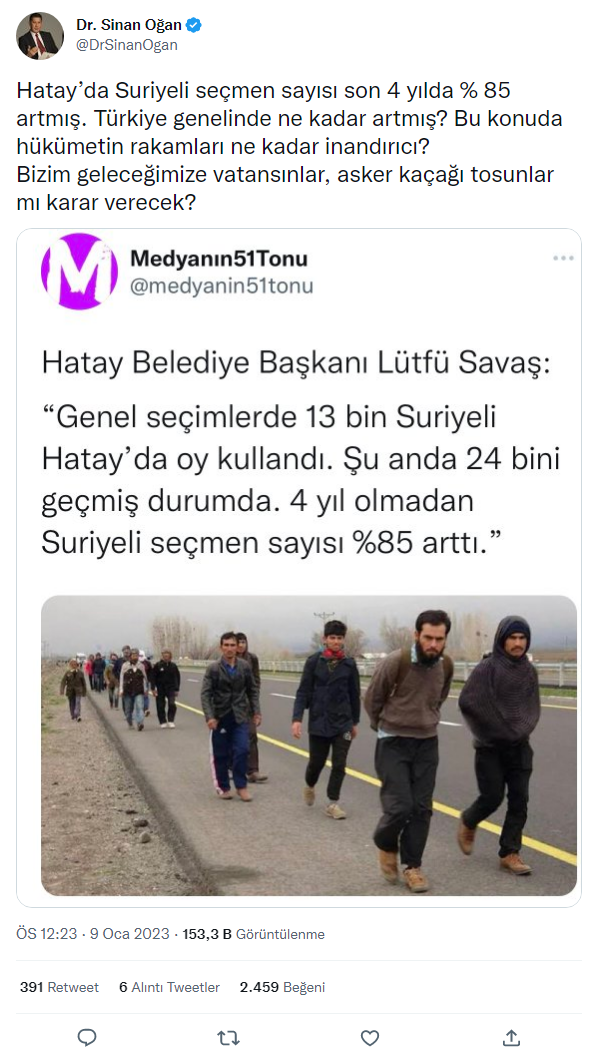 Dr. Sinan Oğan
@DrSinanOgan
Hatay’da Suriyeli seçmen sayısı son 4 yılda % 85
artmış. Türkiye genelinde ne kadar artmış? Bu konuda
hükümetin rakamları ne kadar inandırıcı?
Bizim geleceğimize vatansınlar, asker kaçağı tosunlar
mı karar verecek?
Medyanın51Tonu
@medyanin51tonu
Hatay Belediye Başkanı Lütfü Savaş:
“Genel seçimlerde 13 bin Suriyeli
Hatay’da oy kullandı. Şu anda 24 bini
geçmiş durumda. 4 yıl olmadan
Suriyeli seçmen sayısı %85 arttı.”
ÖS 12:23 · 9 Oca 2023 · 153,3 B Görüntülenme
391 Retweet 6 Alıntı Tweetler 2.459 Beğeni